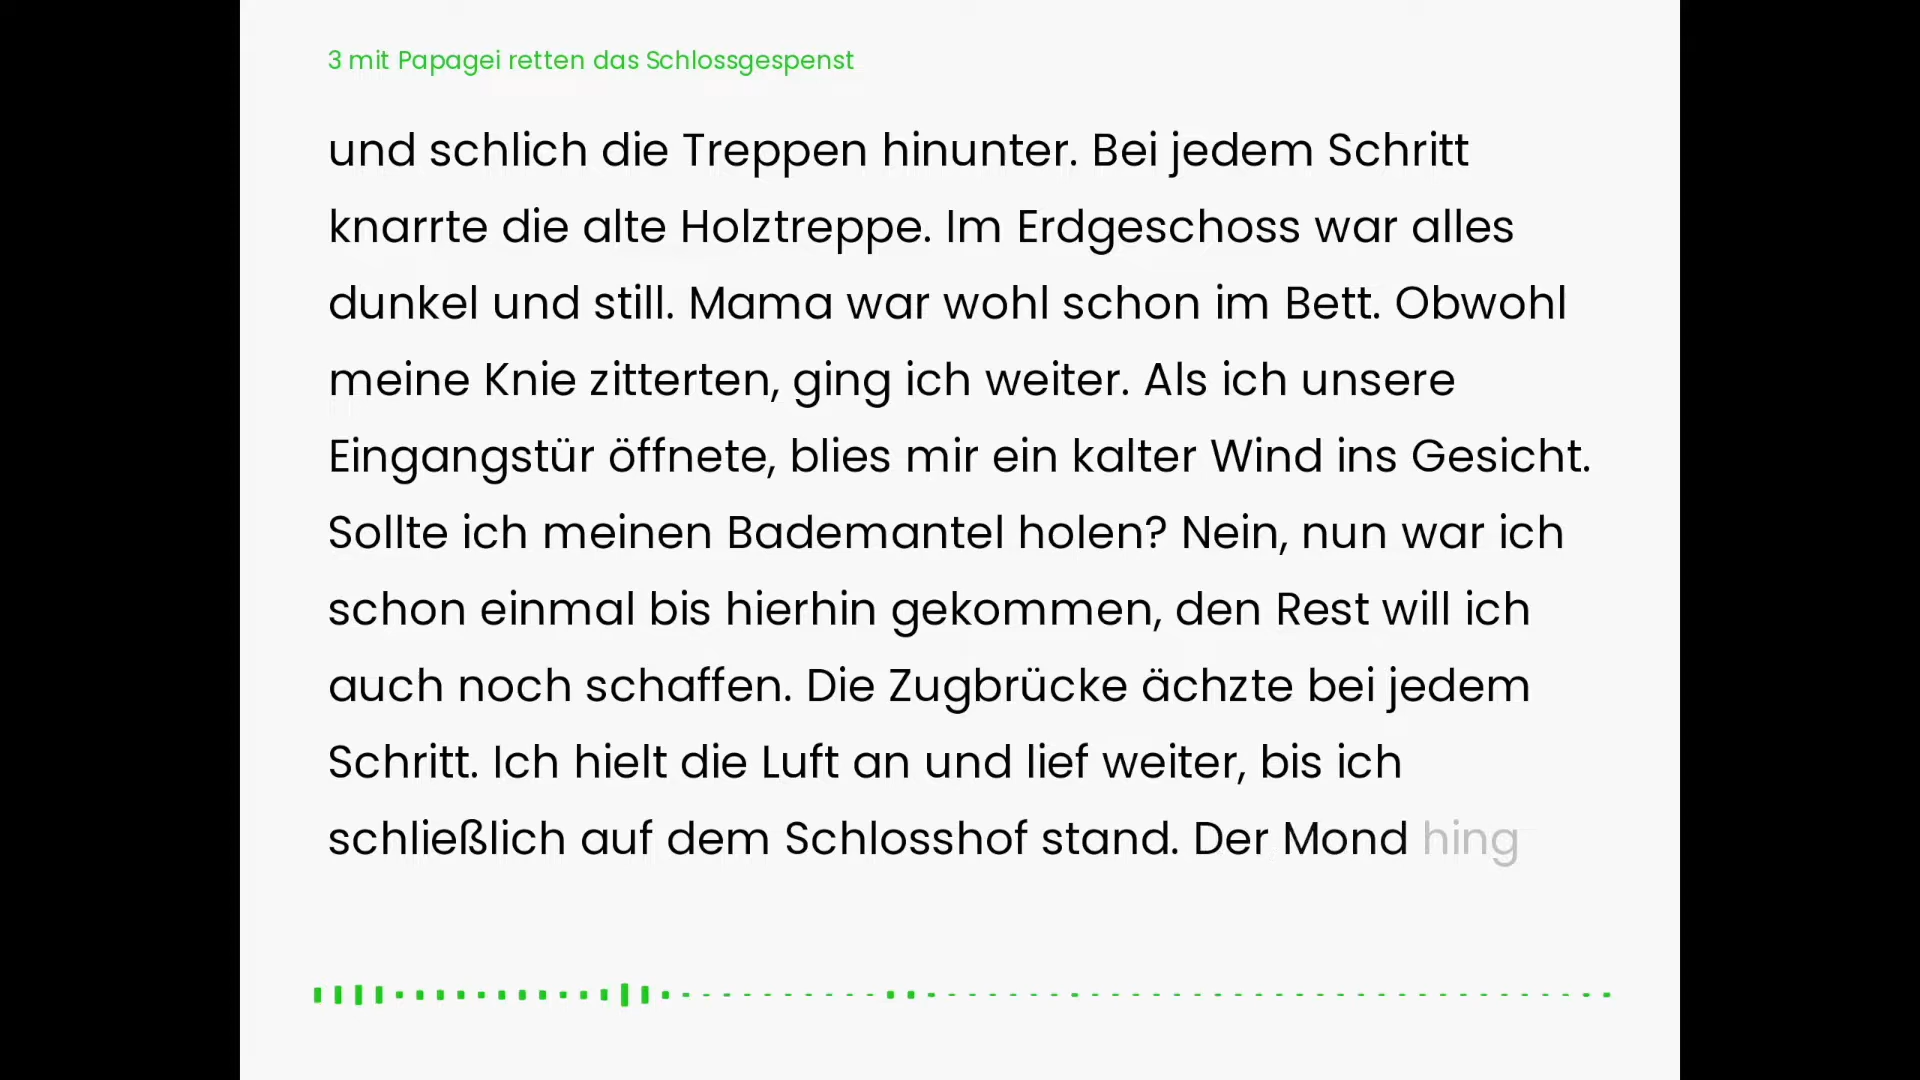 3 mit Papagei retten das Schlossgespenst
und schlich die Treppen hinunter. Bei jedem Schritt
knarrte die alte Holztreppe. Im Erdgeschoss war alles
dunkel und still. Mama war wohl schon im Bett. Obwohl
meine Knie zitterten, ging ich weiter. Als ich unsere
Eingangstür öffnete, blies mir ein kalter Wind ins Gesicht.
Sollte ich meinen Bademantel holen? Nein, nun war ich
schon einmal bis hierhin gekommen, den Rest will ich
auch noch schaffen. Die Zugbrücke ächzte bei jedem
Schritt. Ich hielt die Luft an und lief weiter, bis ich
schließlich auf dem Schlosshof stand. Der Mond hing